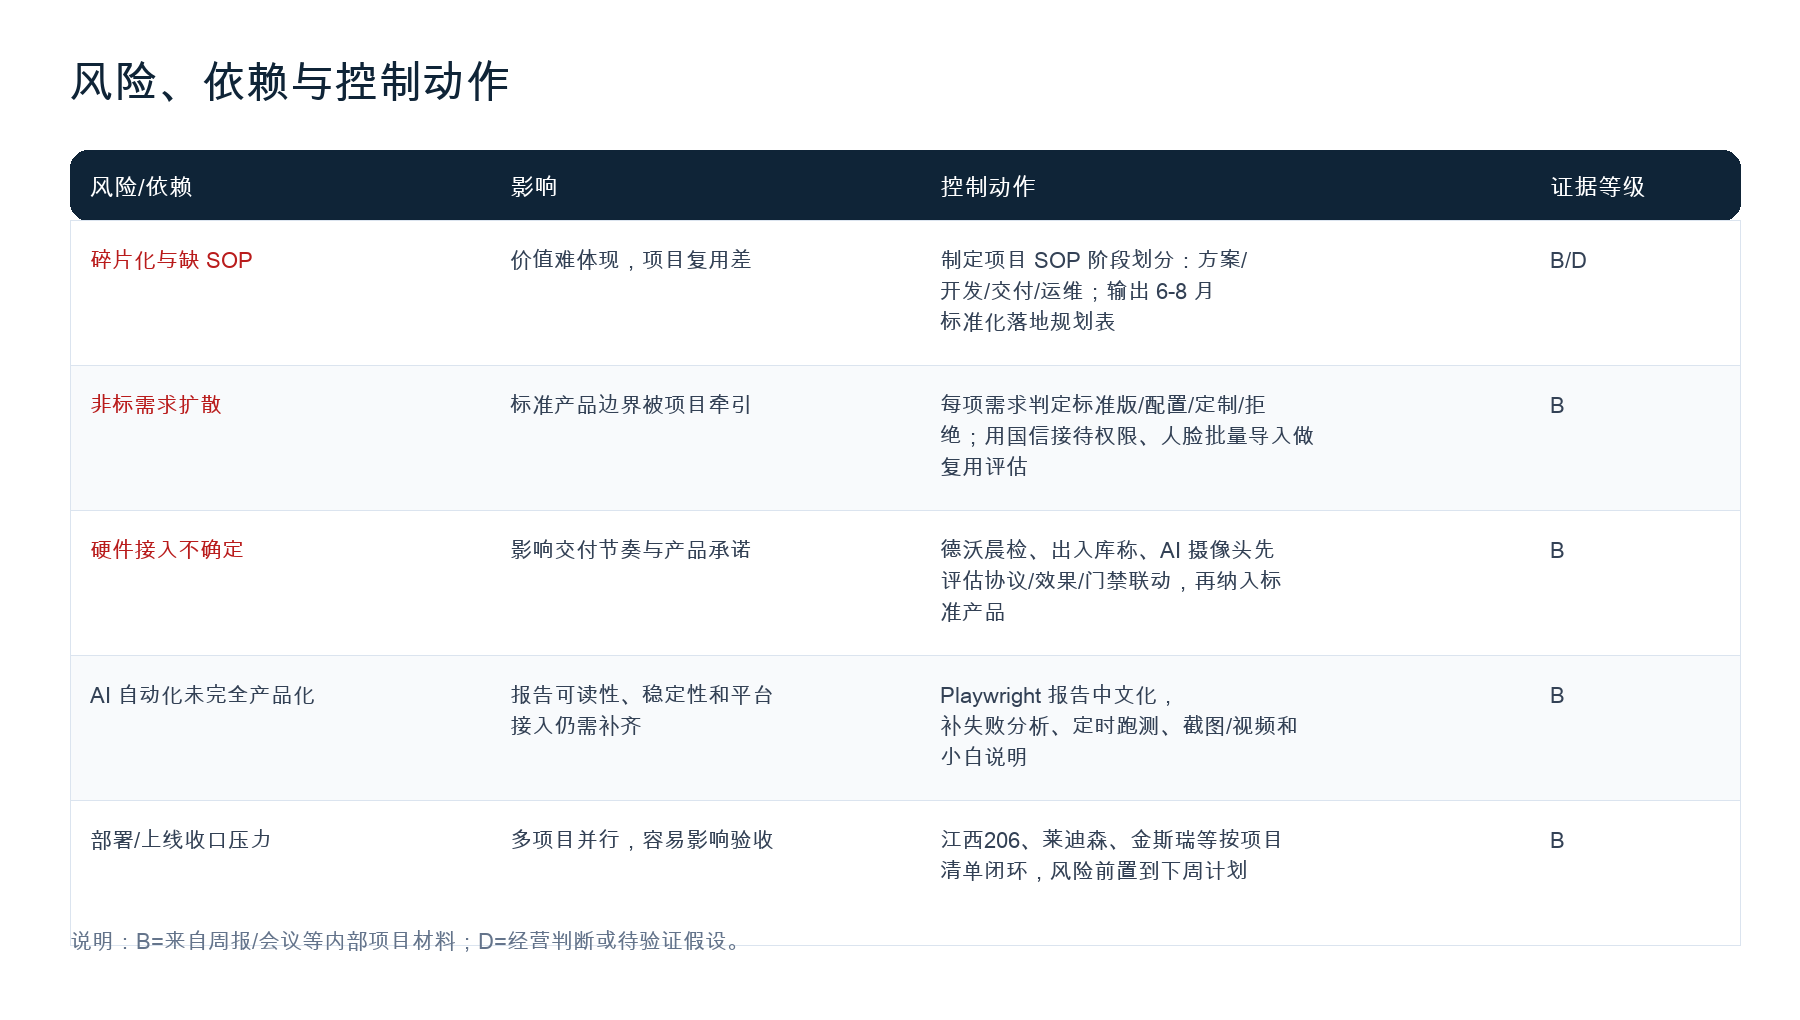 风险、依赖与控制动作
风险/依赖 影响 控制动作 证据等级
碎片化与缺 SOP 价值难体现，项目复用差 制定项目 SOP 阶段划分：方案/ B/D
开发/交付/运维；输出 6-8 月
标准化落地规划表
非标需求扩散 标准产品边界被项目牵引 每项需求判定标准版/配置/定制/拒 B
绝；用国信接待权限、人脸批量导入做
复用评估
硬件接入不确定 影响交付节奏与产品承诺 德沃晨检、出入库称、AI 摄像头先 B
评估协议/效果/门禁联动，再纳入标
准产品
AI 自动化未完全产品化 报告可读性、稳定性和平台 Playwright 报告中文化， B
接入仍需补齐 补失败分析、定时跑测、截图/视频和
小白说明
部署/上线收口压力 多项目并行，容易影响验收 江西206、莱迪森、金斯瑞等按项目 B
清单闭环，风险前置到下周计划
说明：B=来自周报/会议等内部项目材料；D=经营判断或待验证假设。